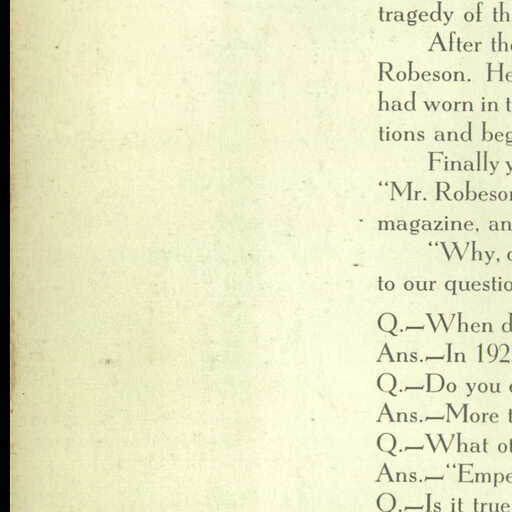 tragedy of th
After the
Robeson. He
had worn in t
tions and beg
Finally y
"Mr. Robeson
magazine, an
"Why, o
to our questio
Q.—When d
Ans.—In 192
Q.—Do you
Ans.—More t
Q.—What ot
Ans.—"Empe
Q.—Is it true